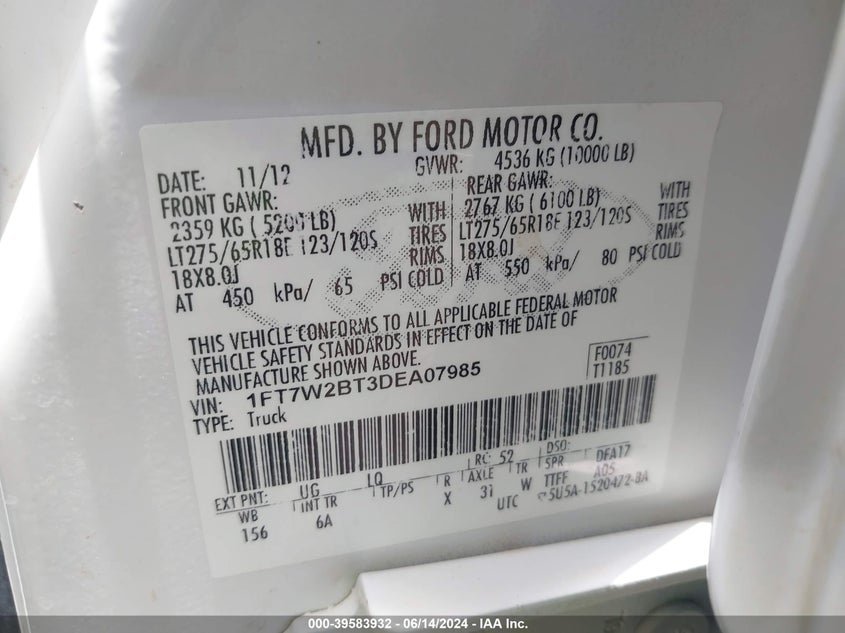 MFD. BY FORD MOTOR CO.
DATE: 11/12 GVWR: 4536 KG (10000 LB)
FRONT GAWR: REAR GAWR:
2359 KG ( 5200 LB) WITH 2767 KG ( 6100 LB) WITH
LT275/65R18E 123/120S TIRES LT275/65R18E 123/120S TIRES
18X8.0J RIMS 18X8.0J RIMS
AT 450 kPa/ 65 PSI COLD AT 550 kPa/ 80 PSI COLD
THIS VEHICLE CONFORMS TO ALL APPLICABLE FEDERAL MOTOR
VEHICLE SAFETY STANDARDS IN EFFECT ON THE DATE OF
MANUFACTURE SHOWN ABOVE.
VIN: 1FT7W2BT3DEA07985
TYPE: Truck
F0074
T1185
EXT PNT: UG LQ RC: 52 DSO:
WB INT TR TP/PS R AXLE TR SPR DFA17
156 6A X 31 W TTFF A05
UTC 5U5A-1520472-BA
000-39583932 - 06/14/2024 - IAA Inc.